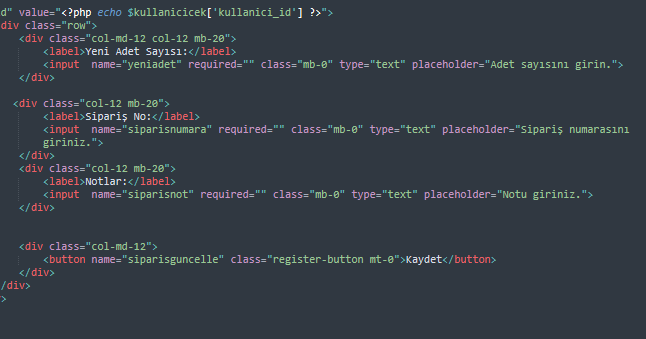 d" value="<?php echo $kullanicicek['kullanici_id'] ?>">
div class="row">
<div class="col-md-12 col-12 mb-20">
<label>Yeni Adet Sayısı:</label>
<input  name="yeniadet" required="" class="mb-0" type="text" placeholder="Adet sayısını girin.">
</div>
<div class="col-12 mb-20">
<label>Sipariş No:</label>
<input  name="siparisnumara" required="" class="mb-0" type="text" placeholder="Sipariş numarasını
giriniz.">
</div>
<div class="col-12 mb-20">
<label>Notlar:</label>
<input  name="siparisnot" required="" class="mb-0" type="text" placeholder="Notu giriniz.">
</div>
<div class="col-md-12">
<button name="siparisguncelle" class="register-button mt-0">Kaydet</button>
</div>
/div>
>